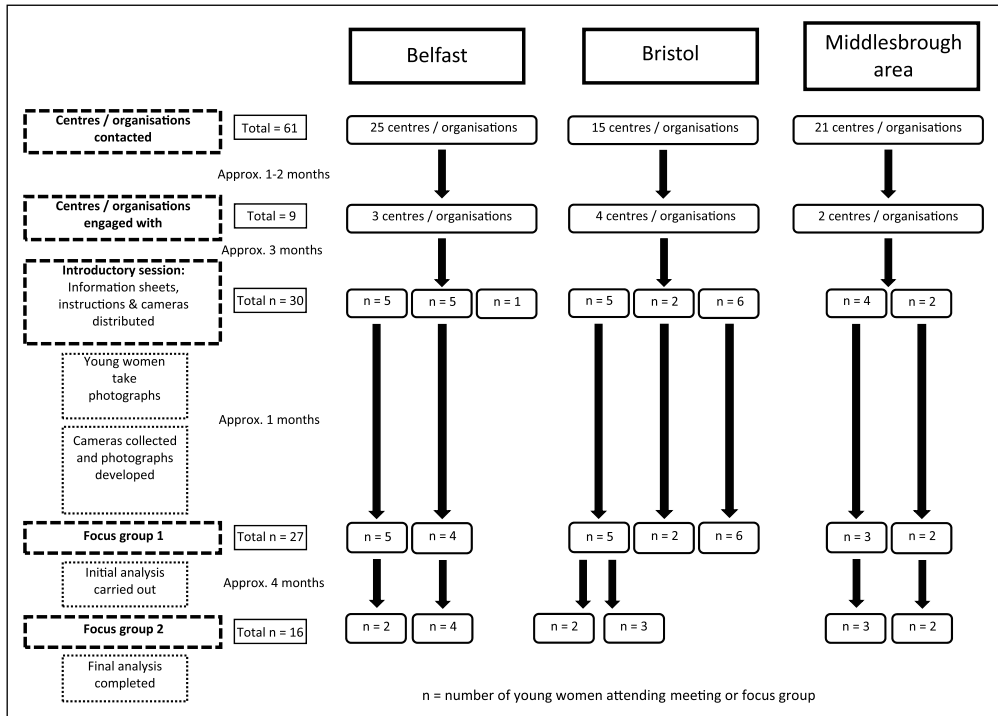 Belfast
Bristol
Middlesbrough
area
Centres / organisations
contacted
Total = 61
25 centres / organisations
15 centres / organisations
21 centres / organisations
Approx. 1-2 months
Centres / organisations
engaged with
Total = 9
3 centres / organisations
4 centres / organisations
2 centres / organisations
Approx. 3 months
Introductory session:
Information sheets,
instructions & cameras
distributed
Total n = 30
n = 5
n = 5
n = 1
n = 5
n = 2
n = 6
n = 4
n = 2
Young women
take
photographs
Approx. 1 months
Cameras collected
and photographs
developed
Focus group 1
Total n = 27
n = 5
n = 4
n = 5
n = 2
n = 6
n = 3
n = 2
Initial analysis
carried out
Approx. 4 months
Focus group 2
Total n = 16
n = 2
n = 4
n = 2
n = 3
n = 3
n = 2
Final analysis
completed
n = number of young women attending meeting or focus group